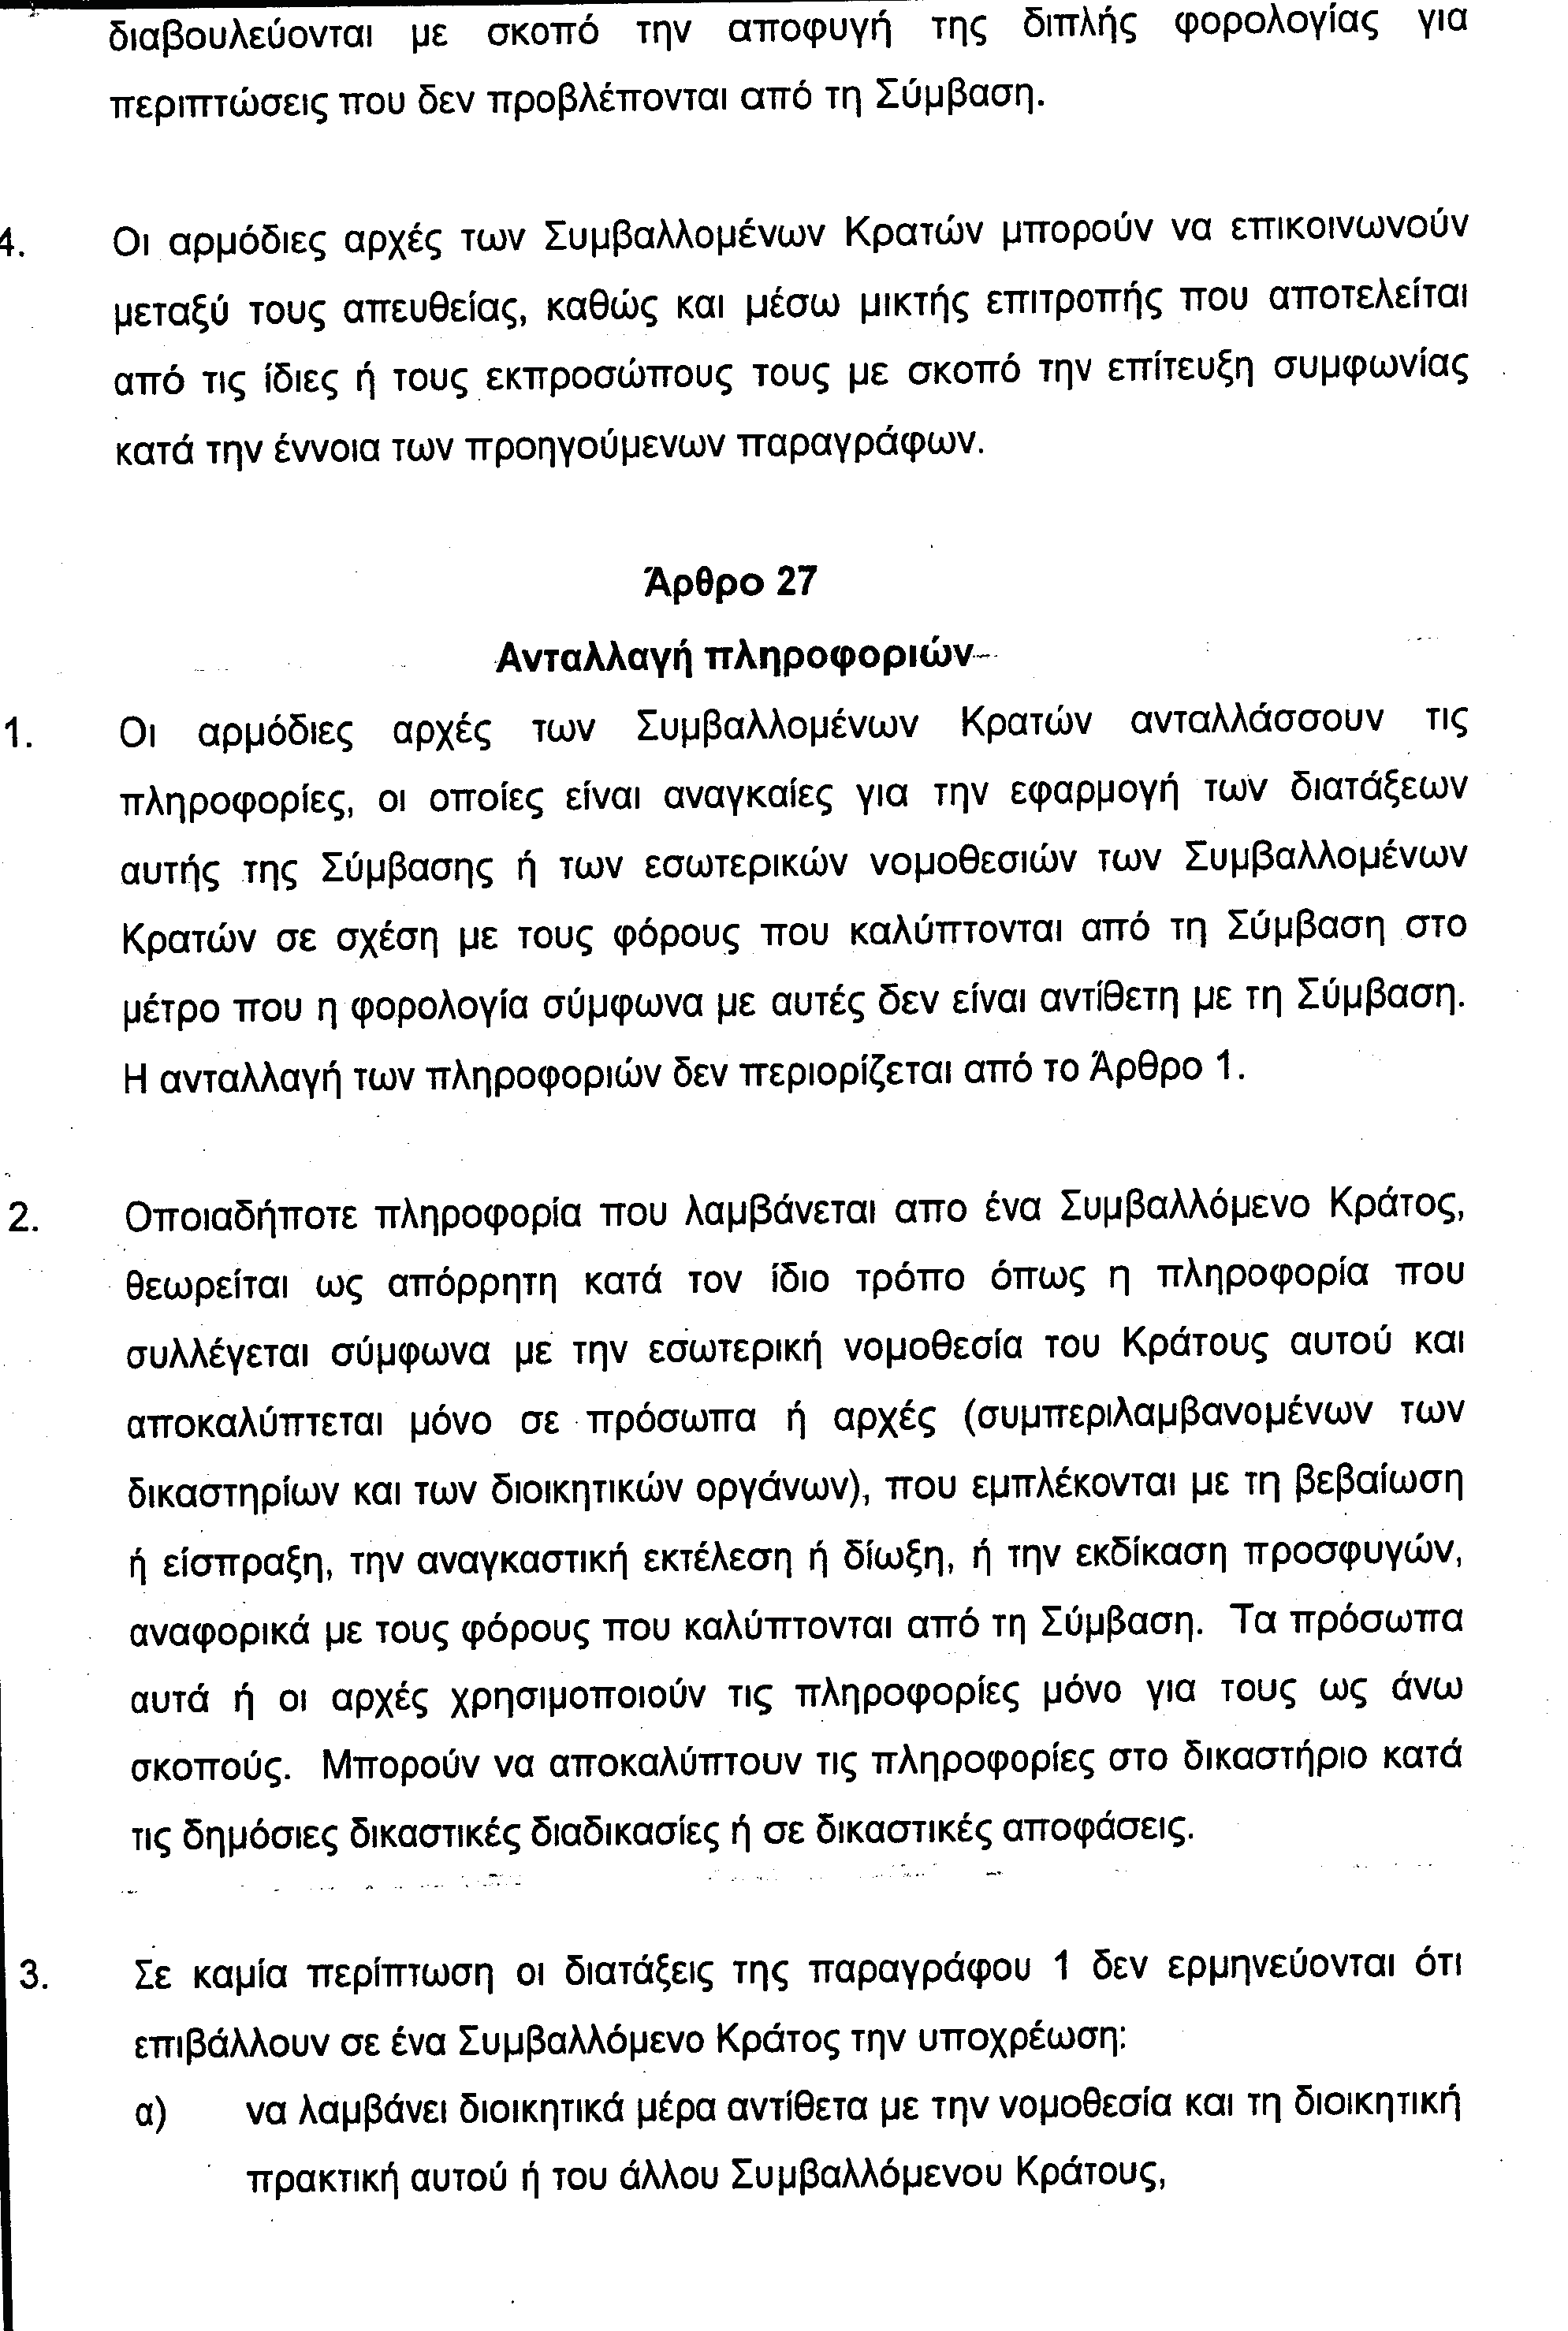 διαβουλεύονται με σκοπό την αποφυγή της διπλής φορολογίας για
περιπτώσεις που δεν προβλέπονται από τη Σύμβαση.
4. Οι αρμόδιες αρχές των Συμβαλλομένων Κρατών μπορούν να επικοινωνούν
μεταξύ τους απευθείας, καθώς και μέσω μικτής επιτροπής που αποτελείται
από τις ίδιες ή τους εκπροσώπους τους με σκοπό την επίτευξη συμφωνίας
κατά την έννοια των προηγούμενων παραγράφων.
Άρθρο 27
Ανταλλαγή πληροφοριών
1. Οι αρμόδιες αρχές των Συμβαλλομένων Κρατών ανταλλάσσουν τις
πληροφορίες, οι οποίες είναι αναγκαίες για την εφαρμογή των διατάξεων
αυτής της Σύμβασης ή των εσωτερικών νομοθεσιών των Συμβαλλομένων
Κρατών σε σχέση με τους φόρους που καλύπτονται από τη Σύμβαση στο
μέτρο που η φορολογία σύμφωνα με αυτές δεν είναι αντίθετη με τη Σύμβαση.
Η ανταλλαγή των πληροφοριών δεν περιορίζεται από το Άρθρο 1.
2. Οποιαδήποτε πληροφορία που λαμβάνεται απο ένα Συμβαλλόμενο Κράτος,
θεωρείται ως απόρρητη κατά τον ίδιο τρόπο όπως η πληροφορία που
συλλέγεται σύμφωνα με την εσωτερική νομοθεσία του Κράτους αυτού και
αποκαλύπτεται μόνο σε πρόσωπα ή αρχές (συμπεριλαμβανομένων των
δικαστηρίων και των διοικητικών οργάνων), που εμπλέκονται με τη βεβαίωση
ή είσπραξη, την αναγκαστική εκτέλεση ή δίωξη, ή την εκδίκαση προσφυγών,
αναφορικά με τους φόρους που καλύπτονται από τη Σύμβαση. Τα πρόσωπα
αυτά ή οι αρχές χρησιμοποιούν τις πληροφορίες μόνο για τους ως άνω
σκοπούς. Μπορούν να αποκαλύπτουν τις πληροφορίες στο δικαστήριο κατά
τις δημόσιες δικαστικές διαδικασίες ή σε δικαστικές αποφάσεις.
3. Σε καμία περίπτωση οι διατάξεις της παραγράφου 1 δεν ερμηνεύονται ότι
επιβάλλουν σε ένα Συμβαλλόμενο Κράτος την υποχρέωση:
α) να λαμβάνει διοικητικά μέρα αντίθετα με την νομοθεσία και τη διοικητική
πρακτική αυτού ή του άλλου Συμβαλλόμενου Κράτους,